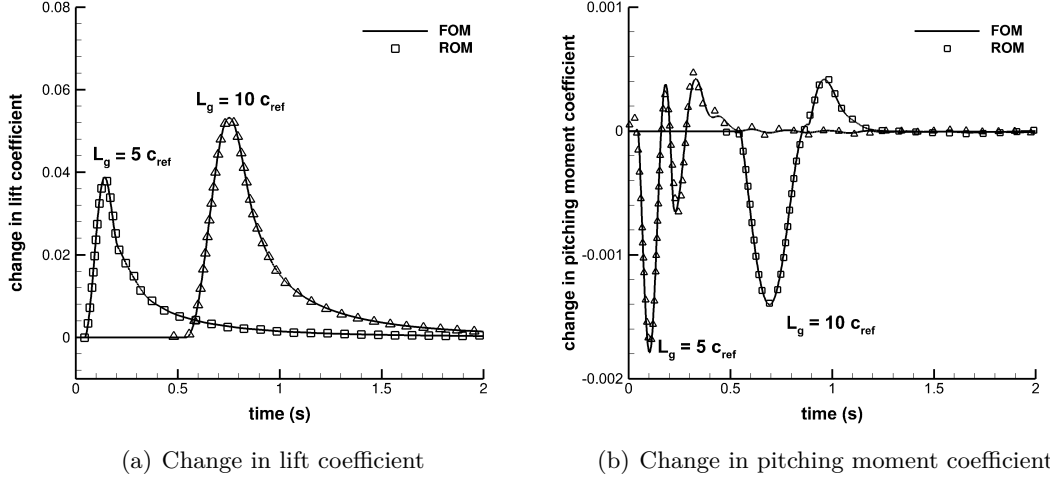 0.08
0.06
0.04
0.02
0
0
0.5
1
1.5
2
change in lift coefficient
time (s)
FOM
ROM
L_g = 5 c_ref
L_g = 10 c_ref
(a) Change in lift coefficient
0.001
0
-0.001
-0.002
0
0.5
1
1.5
2
change in pitching moment coefficient
time (s)
FOM
ROM
L_g = 5 c_ref
L_g = 10 c_ref
(b) Change in pitching moment coefficient